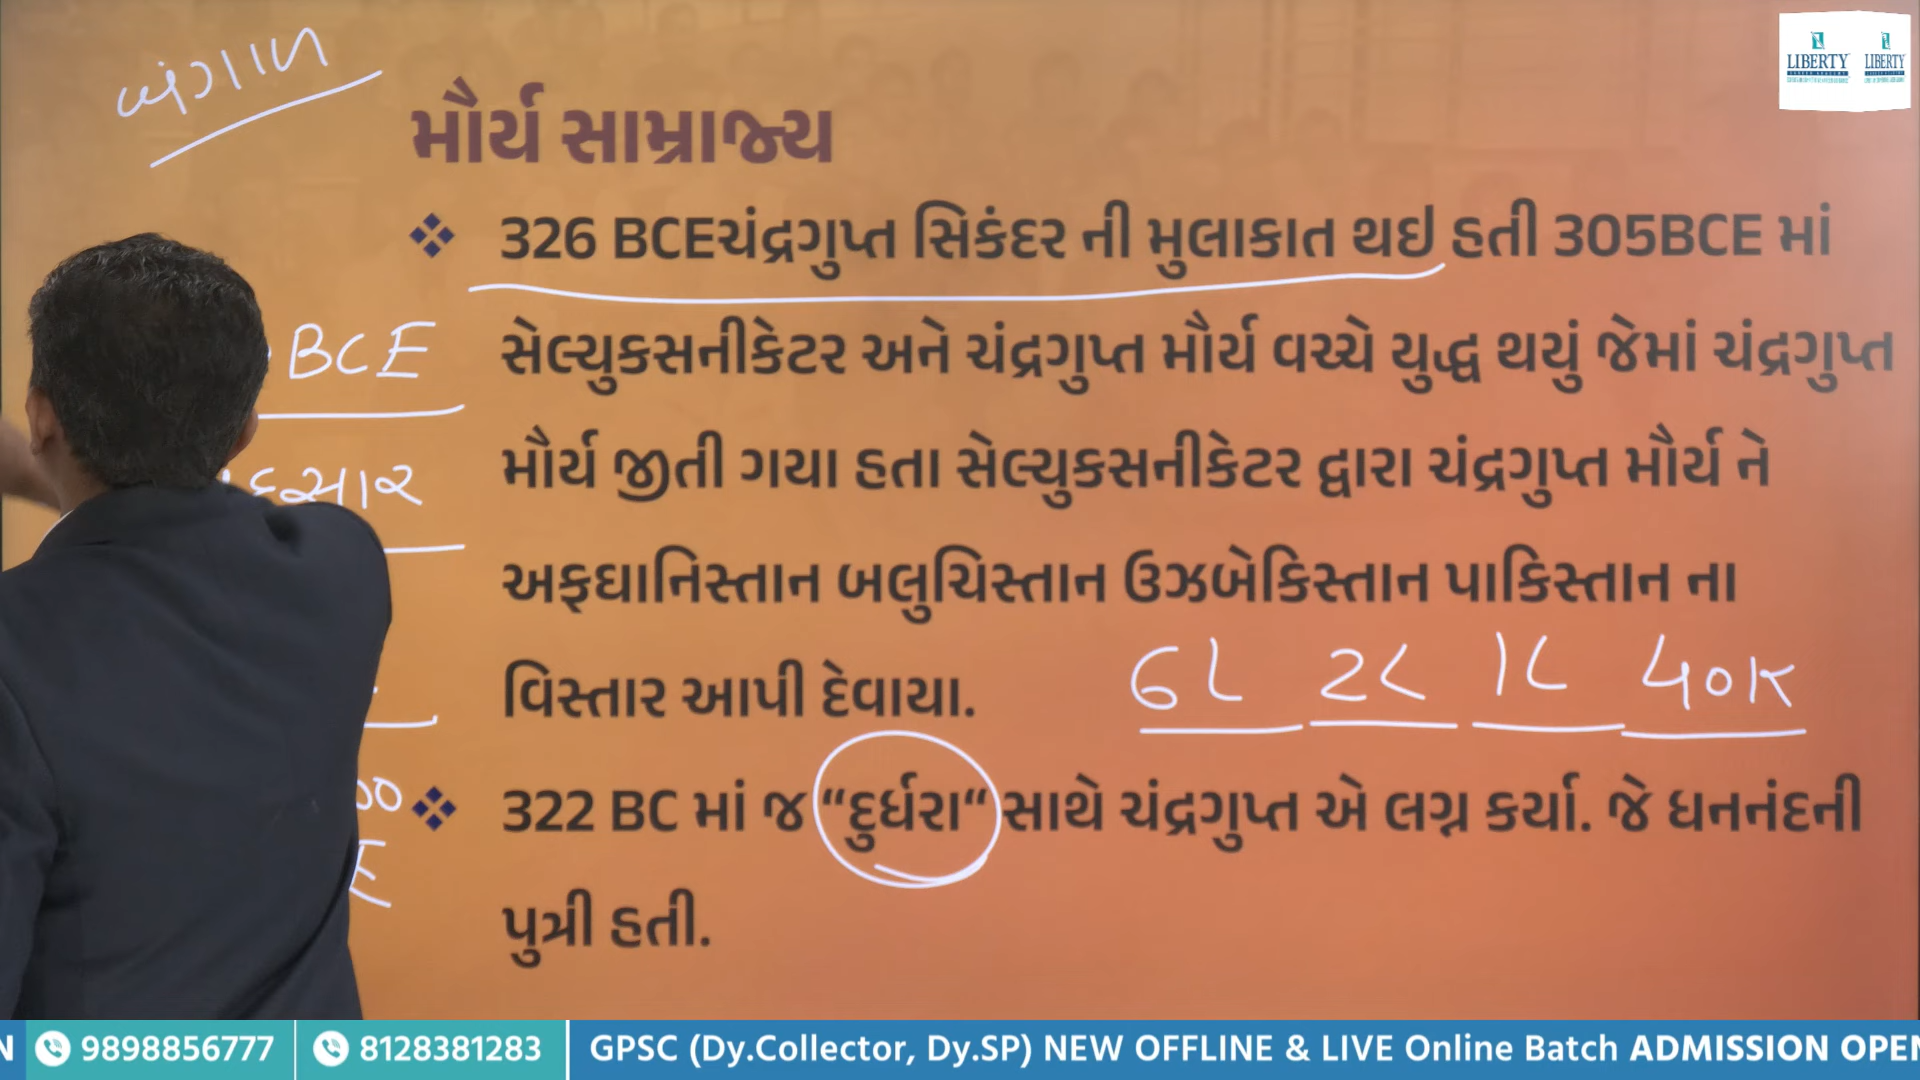 બંગાળ
LIBERTY LIBERTY
મૌર્ય સામ્રાજ્ય
❖ 326 BCEચંદ્રગુપ્ત સિકંદર ની મુલાકાત થઇ હતી 305BCE માં
BCE
સેલ્યુકસનીકેટર અને ચંદ્રગુપ્ત મૌર્ય વચ્ચે યુદ્ધ થયું જેમાં ચંદ્રગુપ્ત
મૌર્ય જીતી ગયા હતા સેલ્યુકસનીકેટર દ્વારા ચંદ્રગુપ્ત મૌર્ય ને
અફઘાનિસ્તાન બલુચિસ્તાન ઉઝબેકિસ્તાન પાકિસ્તાન ના
વિસ્તાર આપી દેવાયા.
6L 2L 1L 40K
❖ 322 BC માં જ “દુર્ધરા“ સાથે ચંદ્રગુપ્ત એ લગ્ન કર્યા. જે ધનનંદની
પુત્રી હતી.
N 9898856777 8128381283 GPSC (Dy.Collector, Dy.SP) NEW OFFLINE & LIVE Online Batch ADMISSION OPEN